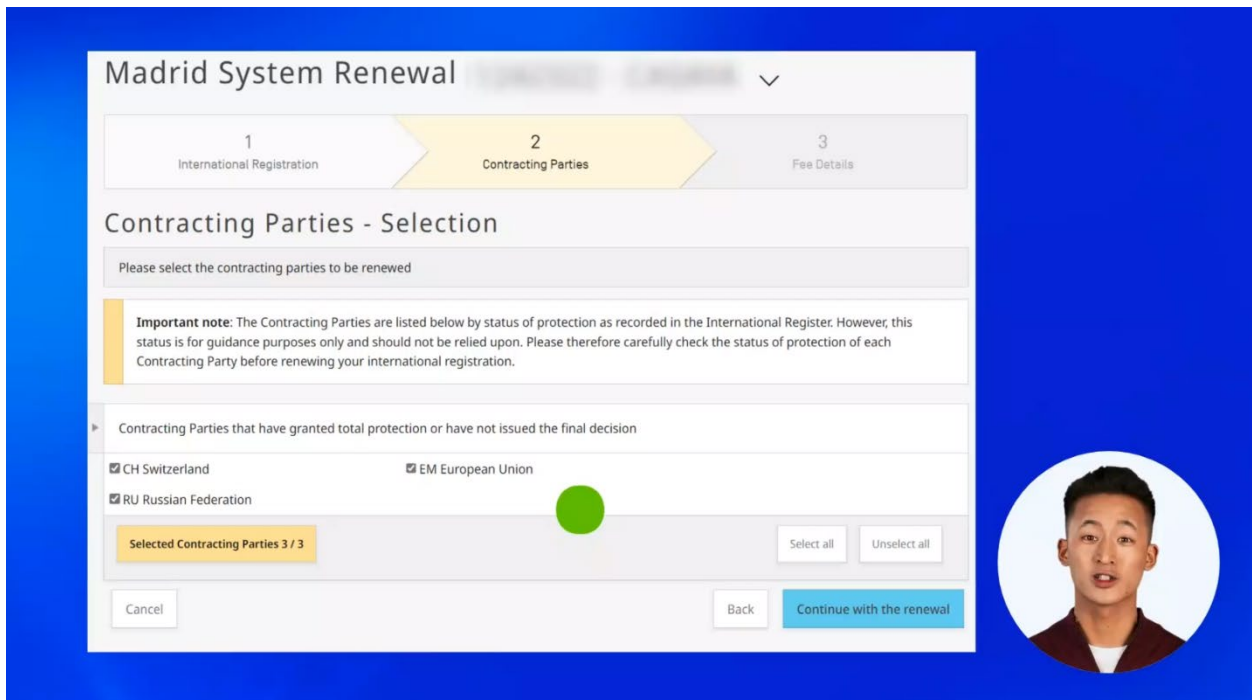 Madrid System Renewal
1
International Registration
2
Contracting Parties
3
Fee Details
Contracting Parties - Selection
Please select the contracting parties to be renewed
Important note: The Contracting Parties are listed below by status of protection as recorded in the International Register. However, this
status is for guidance purposes only and should not be relied upon. Please therefore carefully check the status of protection of each
Contracting Party before renewing your international registration.
Contracting Parties that have granted total protection or have not issued the final decision
CH Switzerland
EM European Union
RU Russian Federation
Selected Contracting Parties 3 / 3
Select all
Unselect all
Cancel
Back
Continue with the renewal